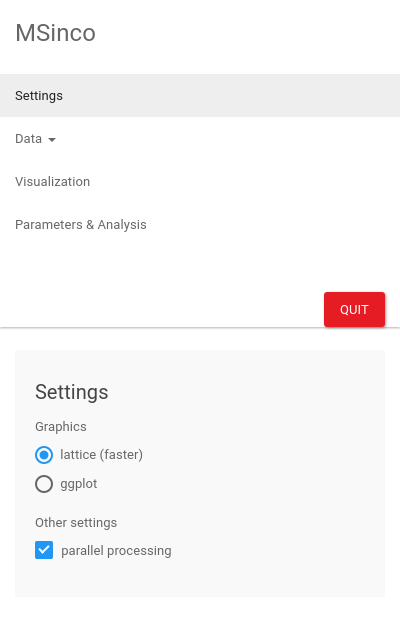 MSinco
Settings
Data
Visualization
Parameters & Analysis
QUIT
Settings
Graphics
lattice (faster)
ggplot
Other settings
parallel processing